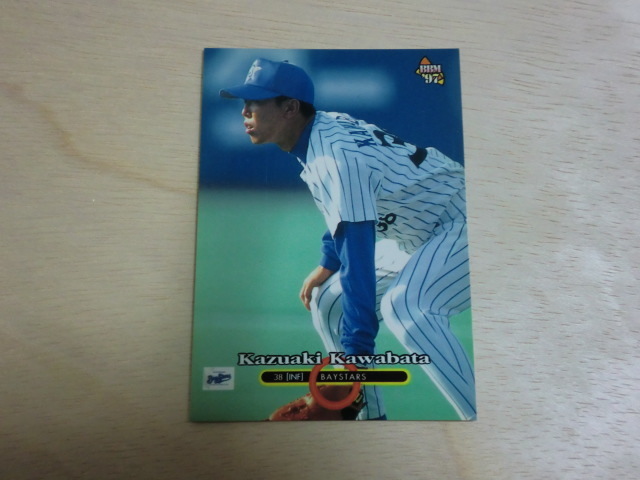 BBM
'97
Kazuaki Kawabata
38 [INF] BAYSTARS